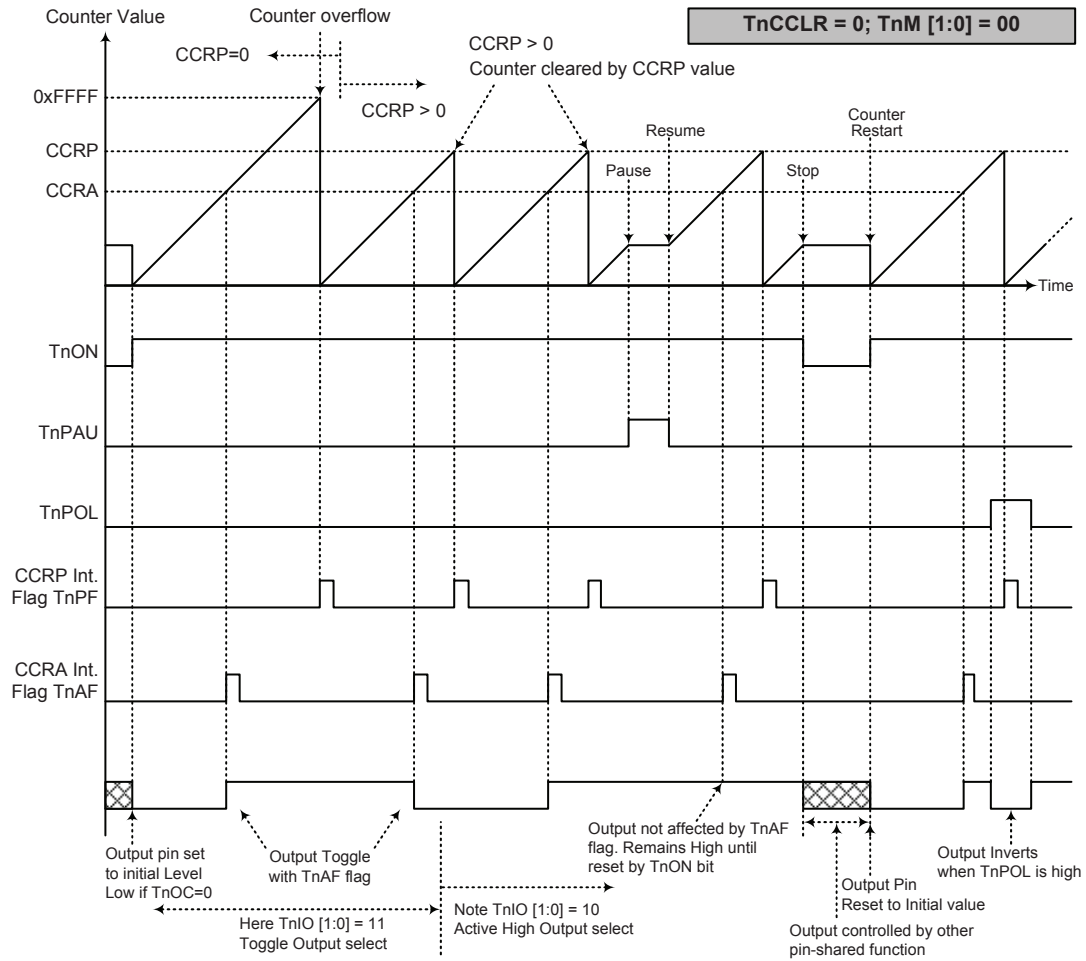 Counter Value
Counter overflow
TnCCLR = 0; TnM [1:0] = 00
CCRP=0
CCRP > 0
CCRP > 0
Counter cleared by CCRP value
0xFFFF
CCRP
CCRA
Pause
Resume
Stop
Counter
Restart
Time
TnON
TnPAU
TnPOL
CCRP Int.
Flag TnPF
CCRA Int.
Flag TnAF
Output pin set
to initial Level
Low if TnOC=0
Output Toggle
with TnAF flag
Output not affected by TnAF
flag. Remains High until
reset by TnON bit
Output Inverts
when TnPOL is high
Output Pin
Reset to Initial value
Here TnIO [1:0] = 11
Toggle Output select
Note TnIO [1:0] = 10
Active High Output select
Output controlled by other
pin-shared function